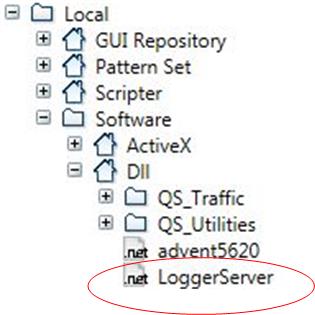 Local
GUI Repository
Pattern Set
Scripter
Software
ActiveX
Dll
QS_Traffic
QS_Utilities
.net advent5620
.net LoggerServer